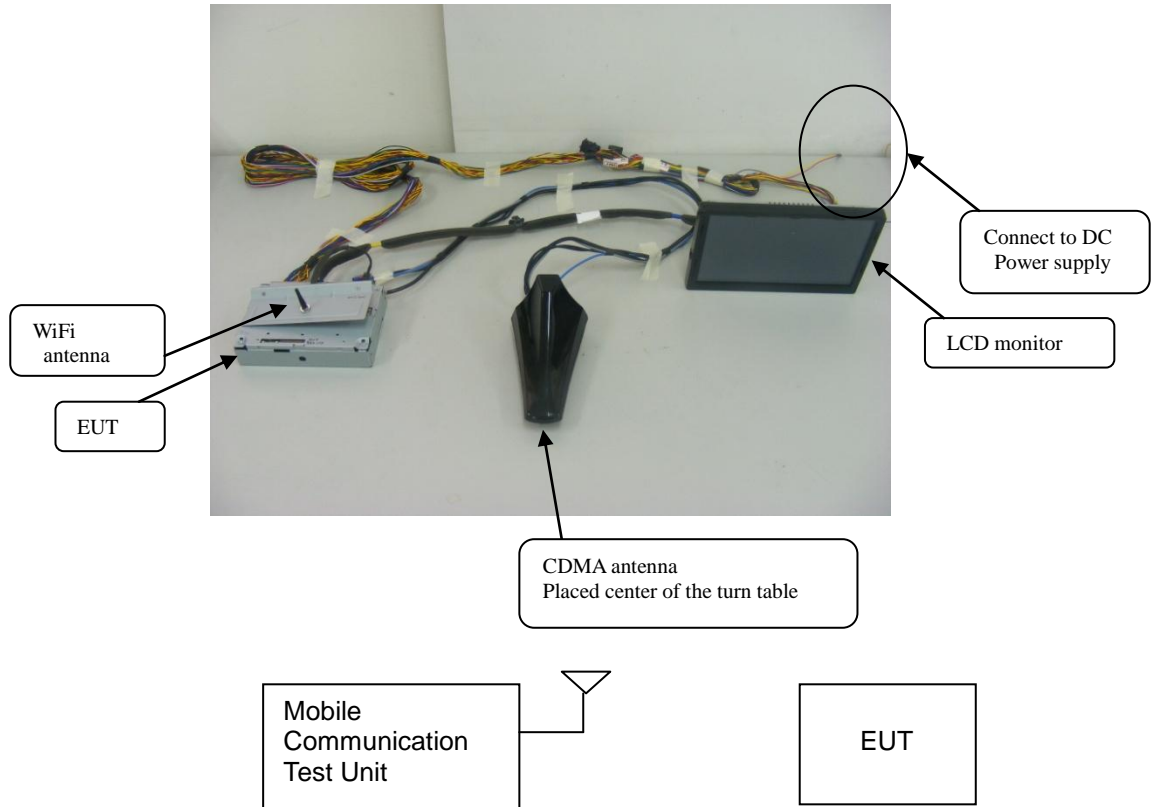 Connect to DC
Power supply
WiFi
antenna
LCD monitor
EUT
CDMA antenna
Placed center of the turn table
Mobile
Communication
Test Unit
EUT